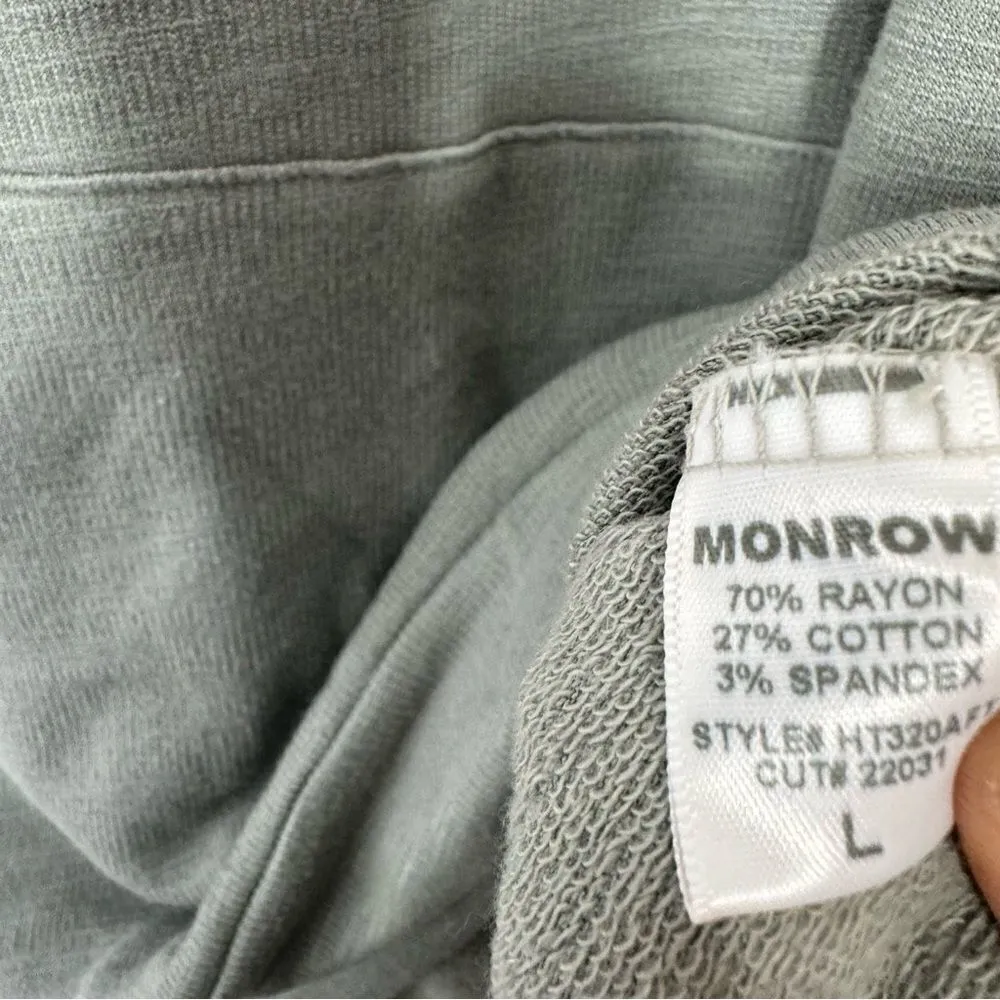 MONROW
70% RAYON
27% COTTON
3% SPANDEX
STYLE# HT320A
CUT# 22031
L